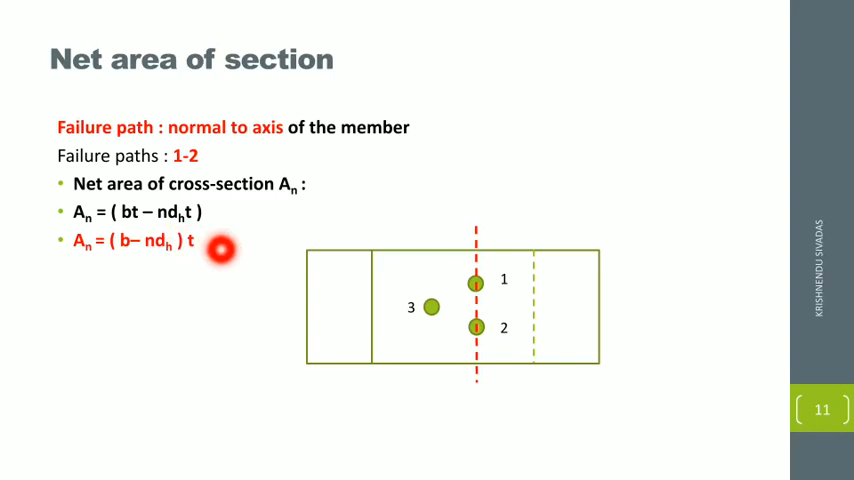 Net area of section
Failure path : normal to axis of the member
Failure paths : 1-2
• Net area of cross-section Aₙ :
• Aₙ = ( bt – ndₕt )
• Aₙ = ( b– ndₕ ) t
1
3
2
KRISHNENDU SIVADAS
11